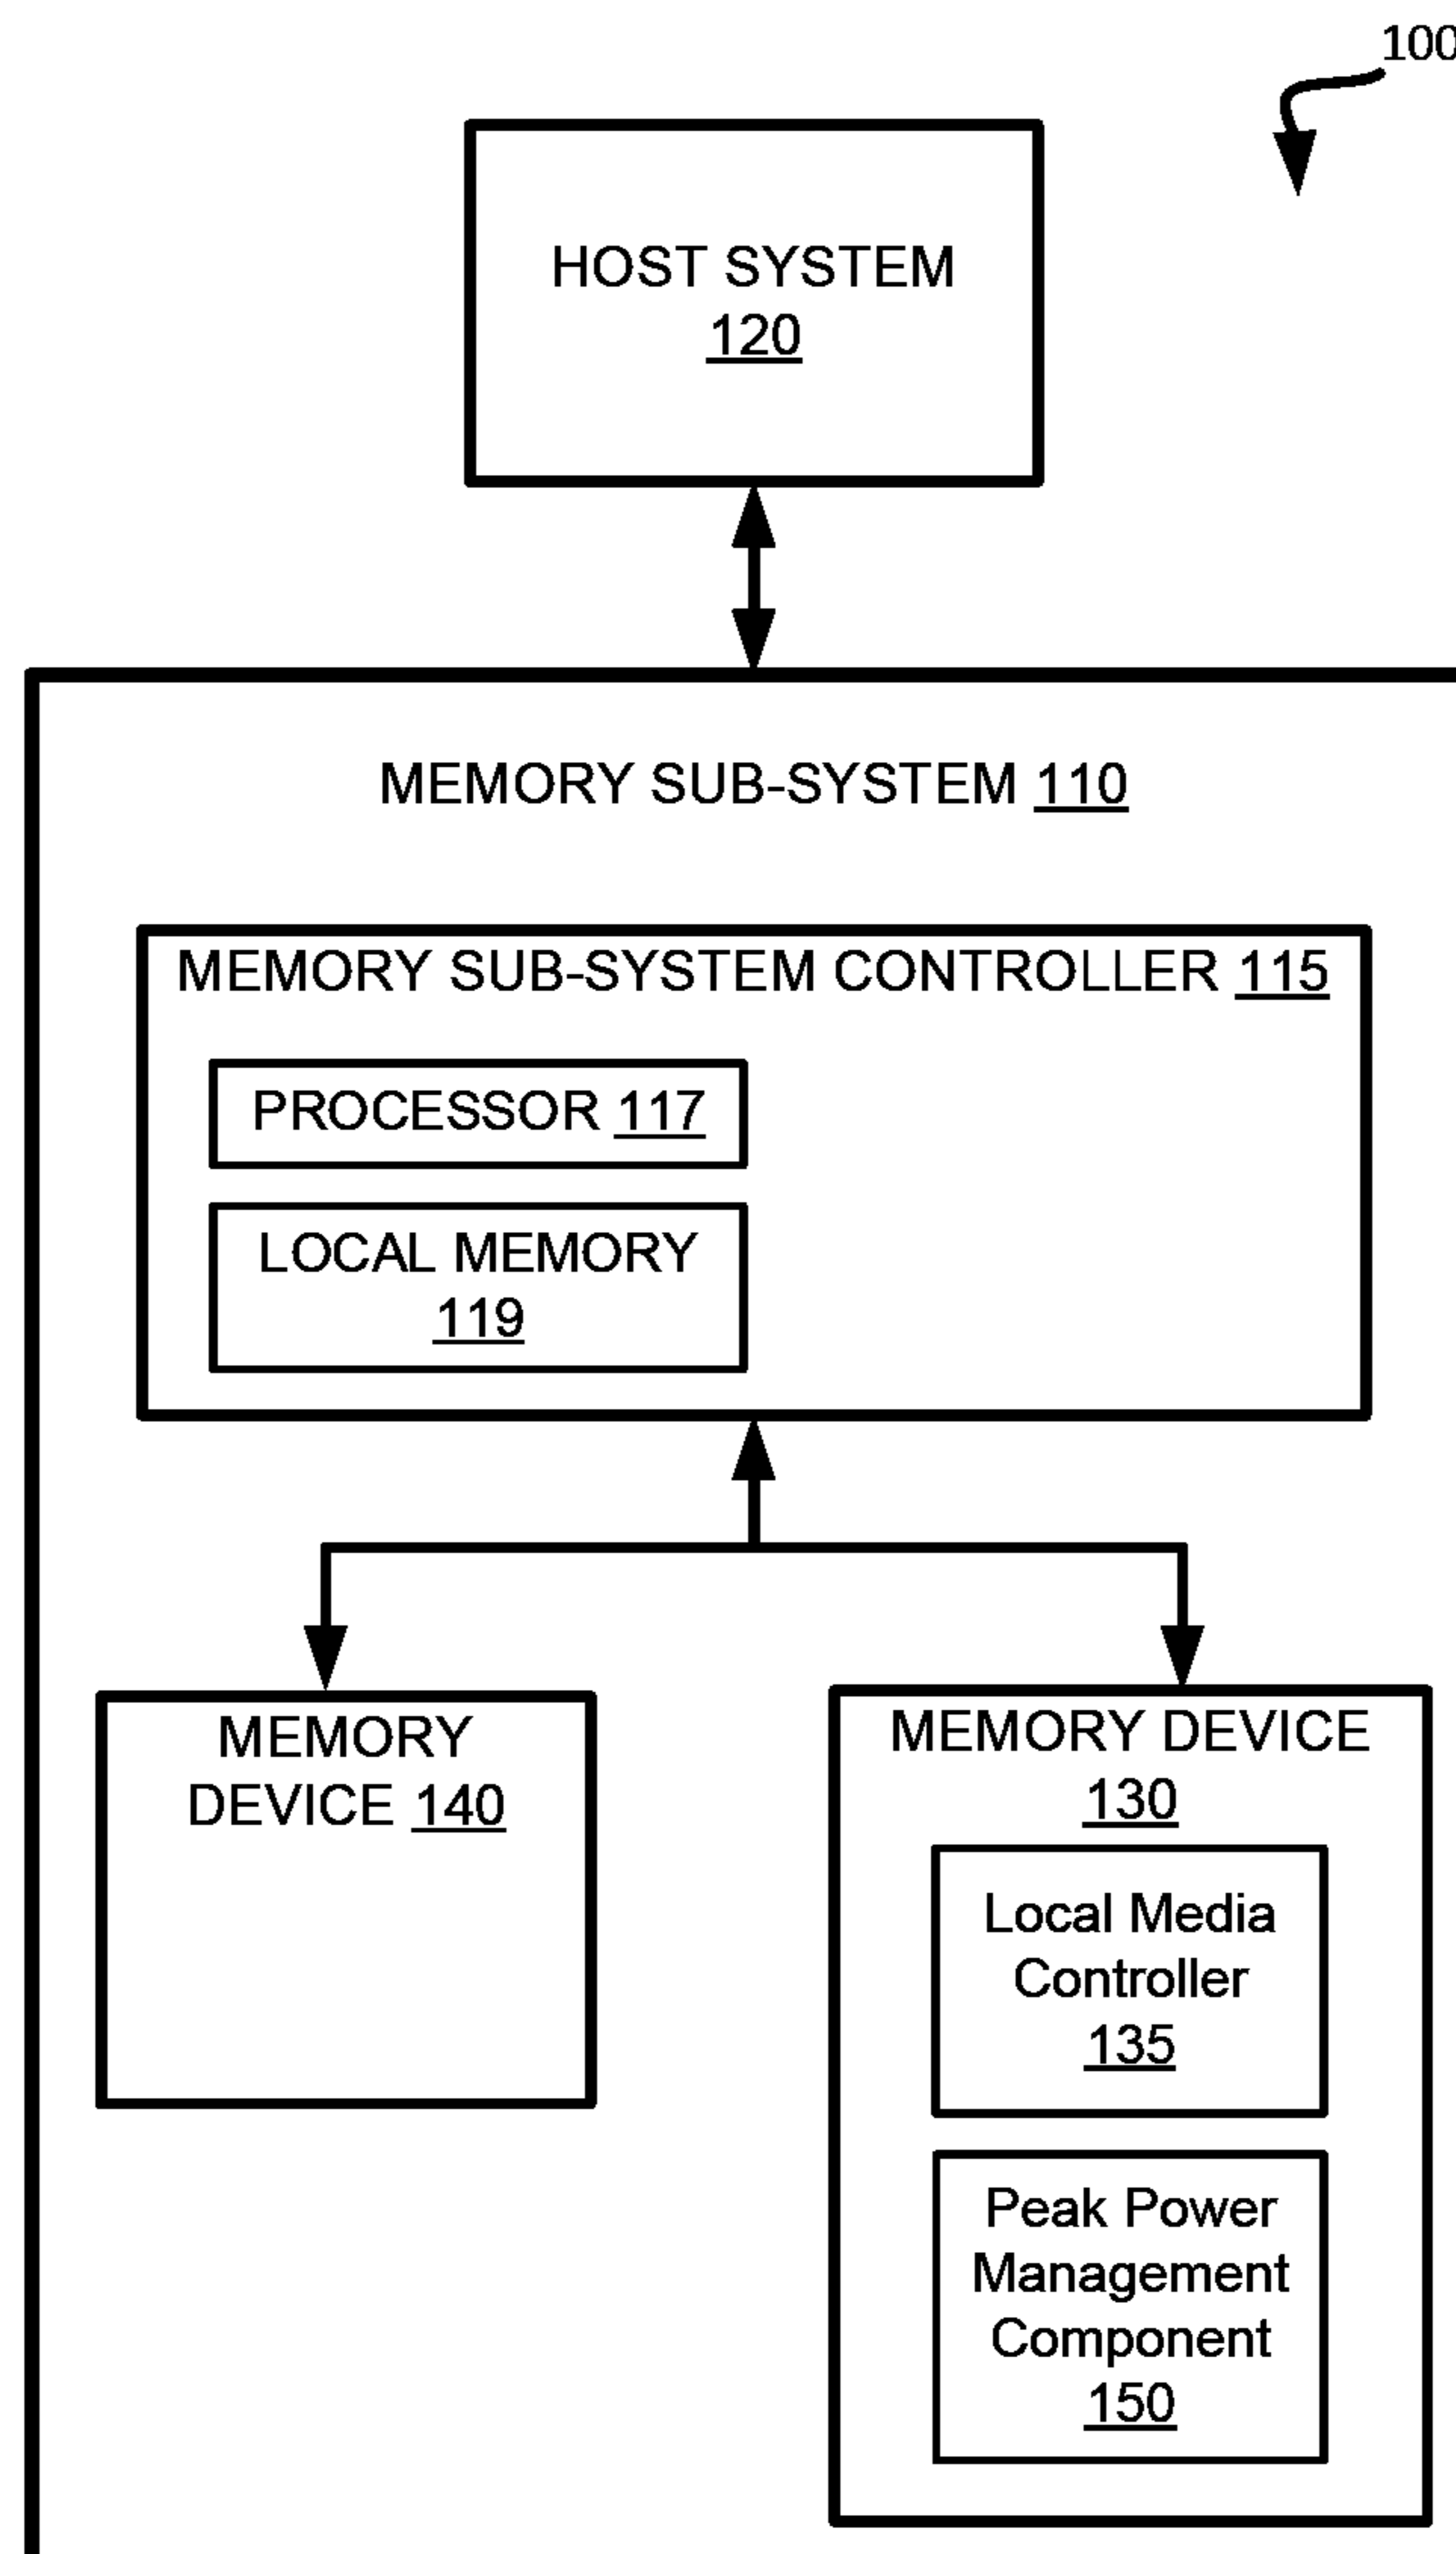 100
HOST SYSTEM
120
MEMORY SUB-SYSTEM 110
MEMORY SUB-SYSTEM CONTROLLER 115
PROCESSOR 117
LOCAL MEMORY
119
MEMORY
DEVICE 140
MEMORY DEVICE
130
Local Media
Controller
135
Peak Power
Management
Component
150